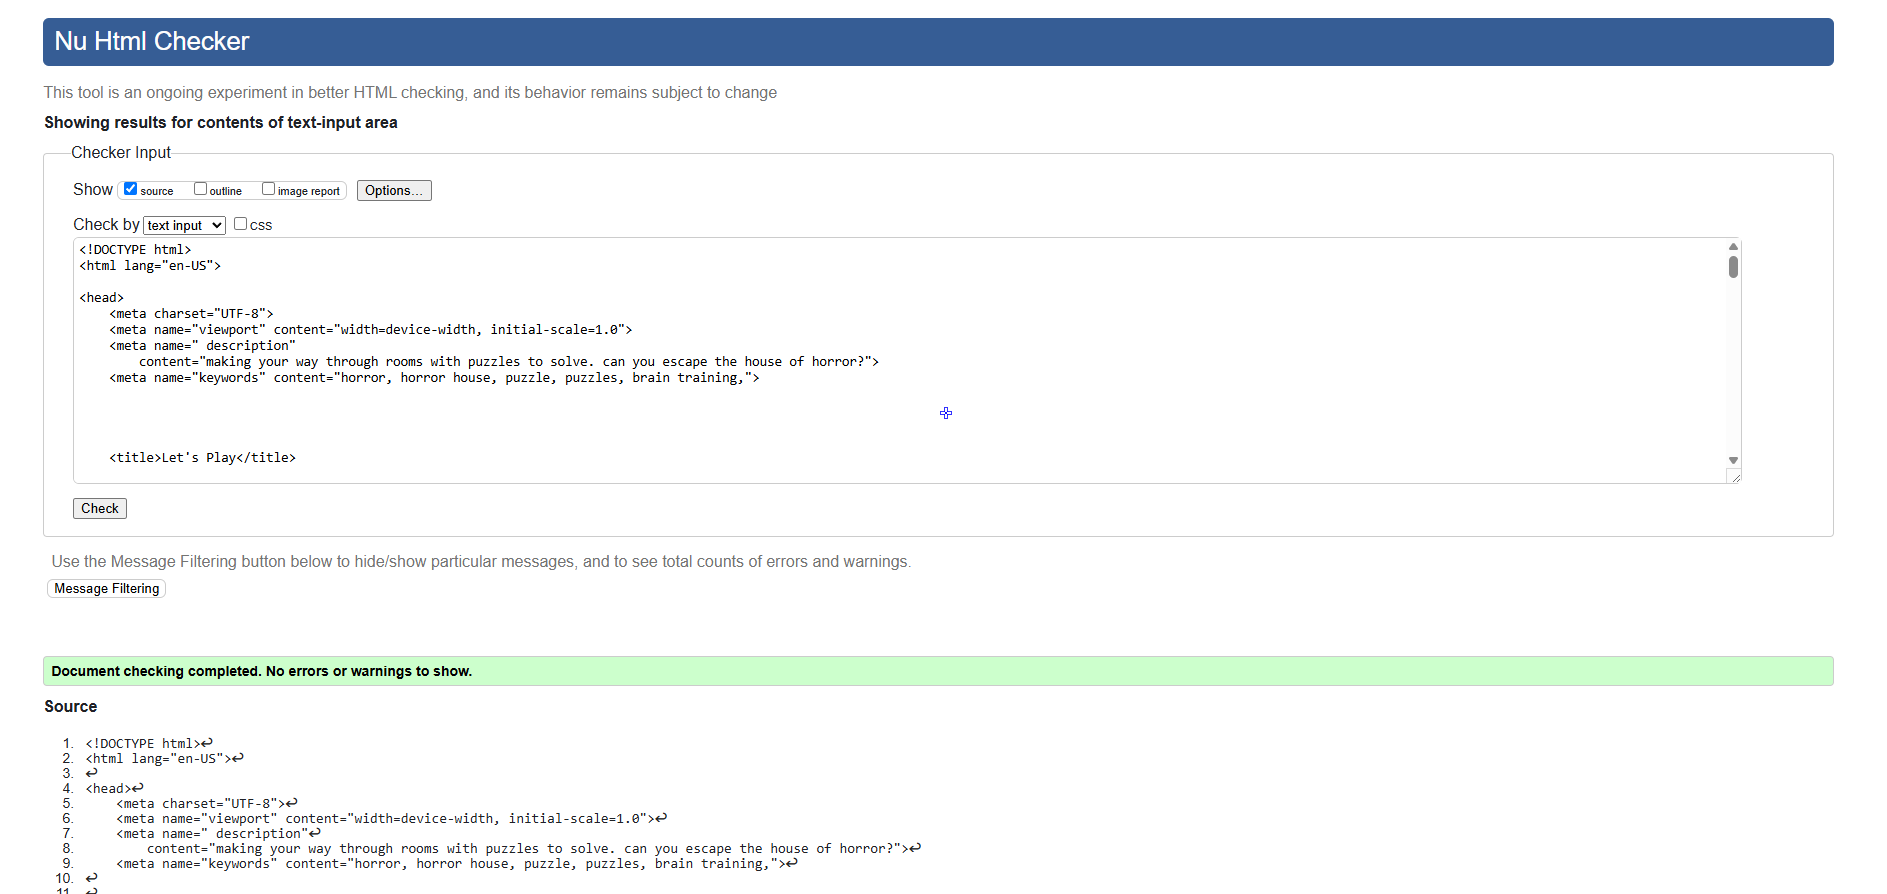 Nu Html Checker
This tool is an ongoing experiment in better HTML checking, and its behavior remains subject to change
Showing results for contents of text-input area
Checker Input
Show source outline image report Options...
Check by text input css
<!DOCTYPE html>
<html lang="en-US">
<head>
<meta charset="UTF-8">
<meta name="viewport" content="width=device-width, initial-scale=1.0">
<meta name=" description"
content="making your way through rooms with puzzles to solve. can you escape the house of horror?">
<meta name="keywords" content="horror, horror house, puzzle, puzzles, brain training,">
<title>Let's Play</title>
Check
Use the Message Filtering button below to hide/show particular messages, and to see total counts of errors and warnings.
Message Filtering
Document checking completed. No errors or warnings to show.
Source
1. <!DOCTYPE html>↩
2. <html lang="en-US">↩
3. ↩
4. <head>↩
5. <meta charset="UTF-8">↩
6. <meta name="viewport" content="width=device-width, initial-scale=1.0">↩
7. <meta name=" description"↩
8. content="making your way through rooms with puzzles to solve. can you escape the house of horror?">↩
9. <meta name="keywords" content="horror, horror house, puzzle, puzzles, brain training,">↩
10. ↩
11. ↩